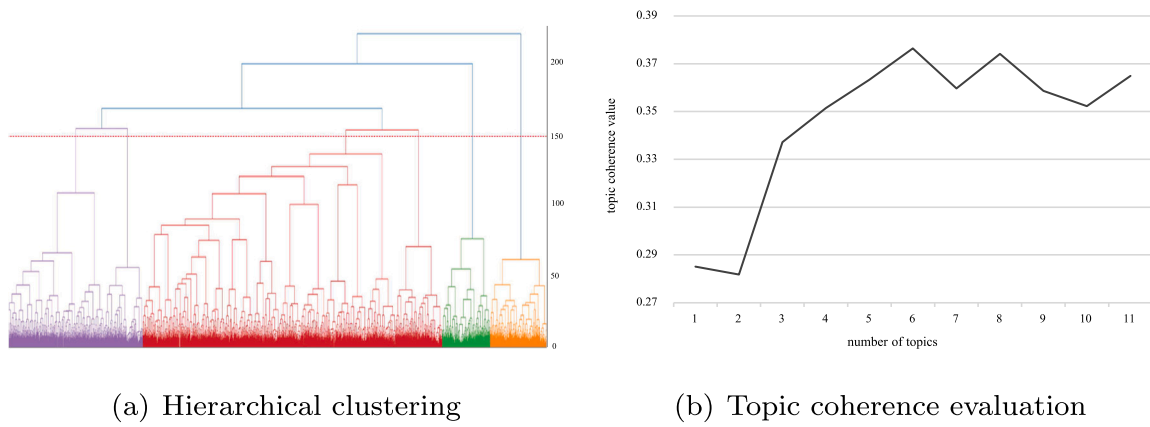 200
150
100
50
0
(a) Hierarchical clustering
0.39
0.37
0.35
0.33
0.31
0.29
0.27
topic coherence value
1 2 3 4 5 6 7 8 9 10 11
number of topics
(b) Topic coherence evaluation